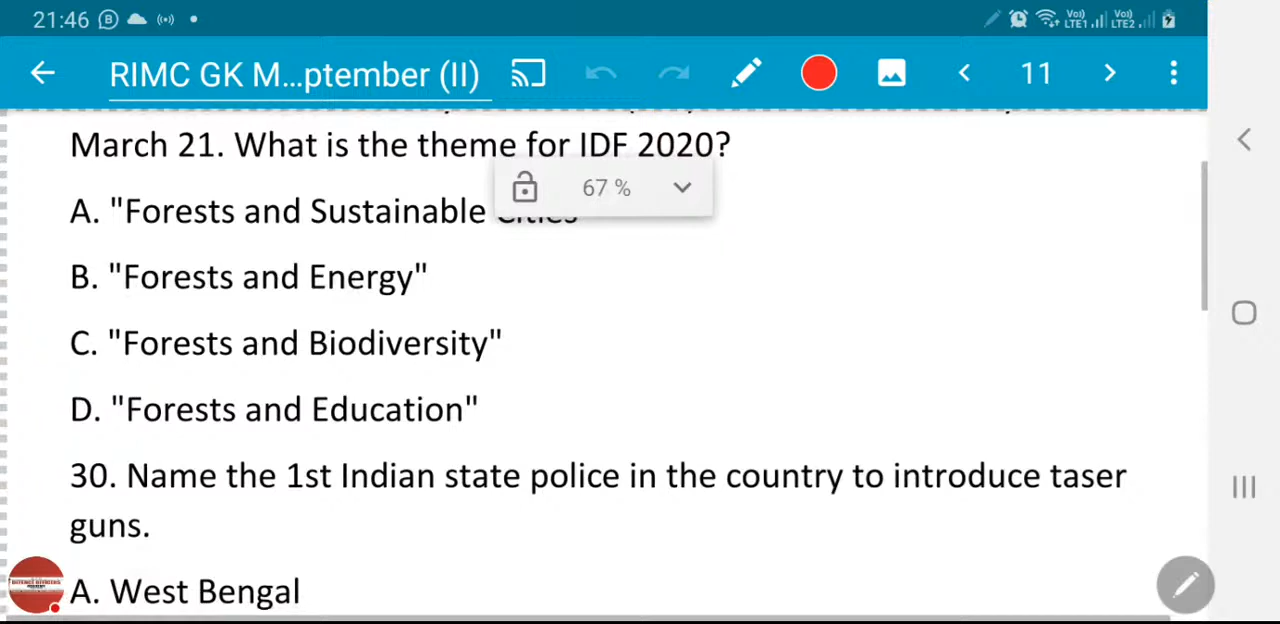 21:46
RIMC GK M...ptember (II)
11
March 21. What is the theme for IDF 2020?
67 %
A. "Forests and Sustainable
B. "Forests and Energy"
C. "Forests and Biodiversity"
D. "Forests and Education"
30. Name the 1st Indian state police in the country to introduce taser
guns.
A. West Bengal